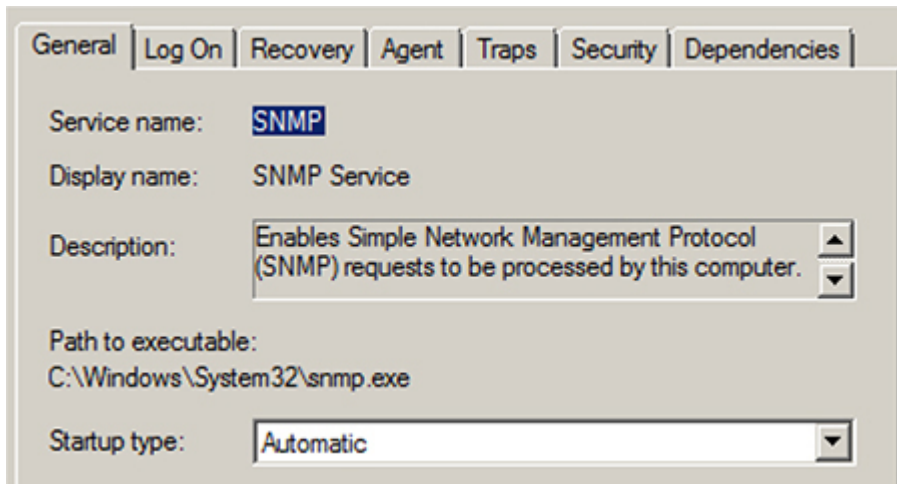 General Log On Recovery Agent Traps Security Dependencies
Service name: SNMP
Display name: SNMP Service
Description: Enables Simple Network Management Protocol
(SNMP) requests to be processed by this computer.
Path to executable:
C:\Windows\System32\snmp.exe
Startup type: Automatic